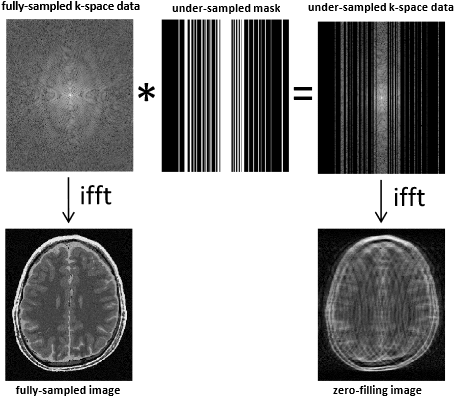 fully-sampled k-space data
under-sampled mask
under-sampled k-space data
*
=
ifft
ifft
fully-sampled image
zero-filling image